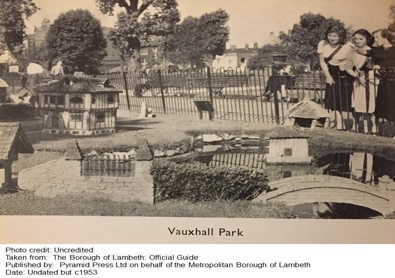 Vauxhall Park
Photo credit: Uncredited
Taken from:  The Borough of Lambeth: Official Guide
Published by:  Pyramid Press Ltd on behalf of the Metropolitan Borough of Lambeth
Date: Undated but c1953